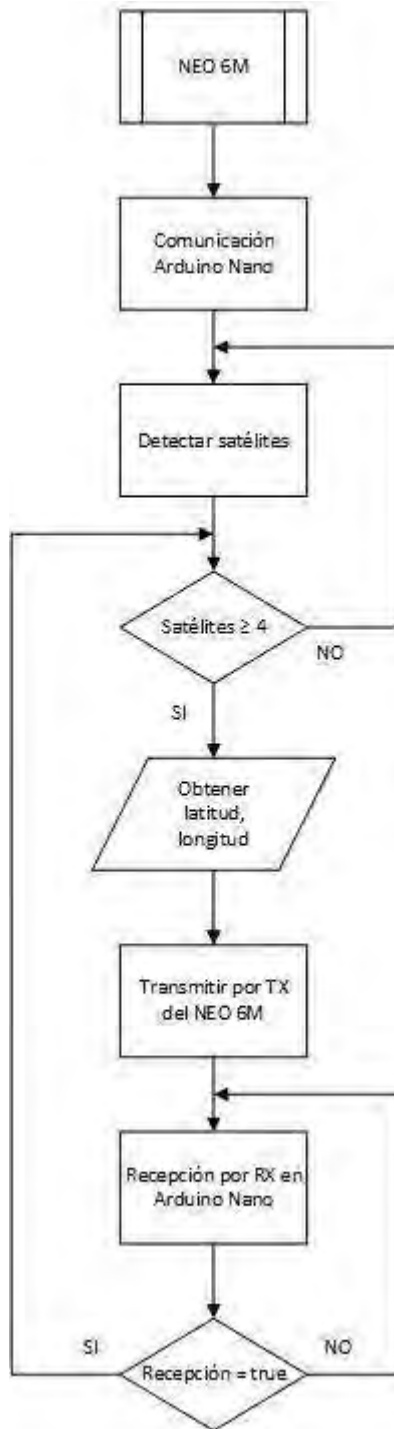 NEO 6M
Comunicación
Arduino Nano
Detectar satélites
Satélites ≥ 4
NO
SI
Obtener
latitud,
longitud
Transmitir por TX
del NEO 6M
Recepción por RX en
Arduino Nano
SI
NO
Recepción = true